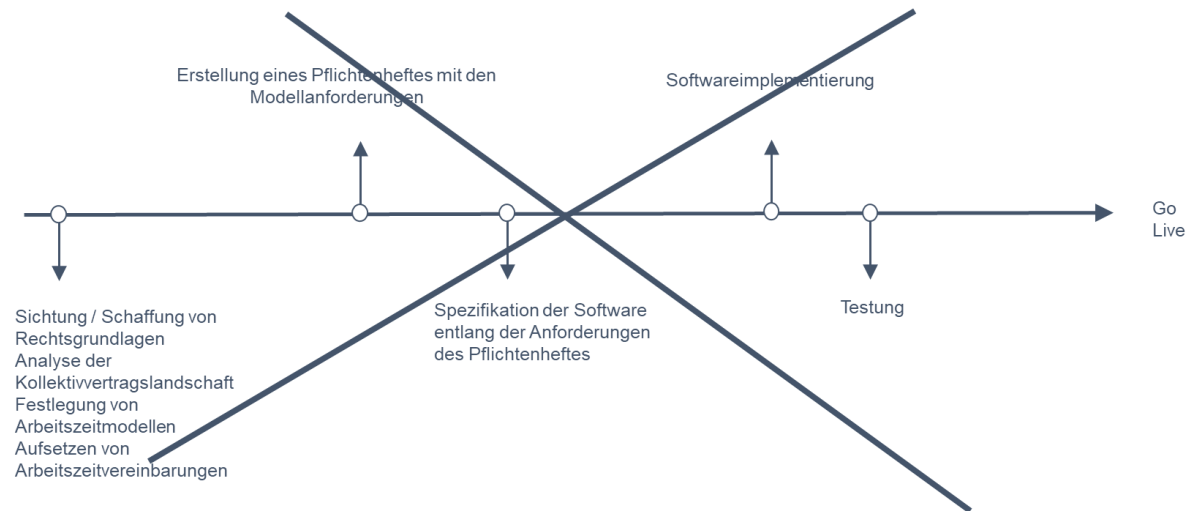 Erstellung eines Pflichtenheftes mit den
Modellanforderungen
Softwareimplementierung
Go
Live
Sichtung / Schaffung von
Rechtsgrundlagen
Analyse der
Kollektivvertragslandschaft
Festlegung von
Arbeitszeitmodellen
Aufsetzen von
Arbeitszeitvereinbarungen
Spezifikation der Software
entlang der Anforderungen
des Pflichtenheftes
Testung